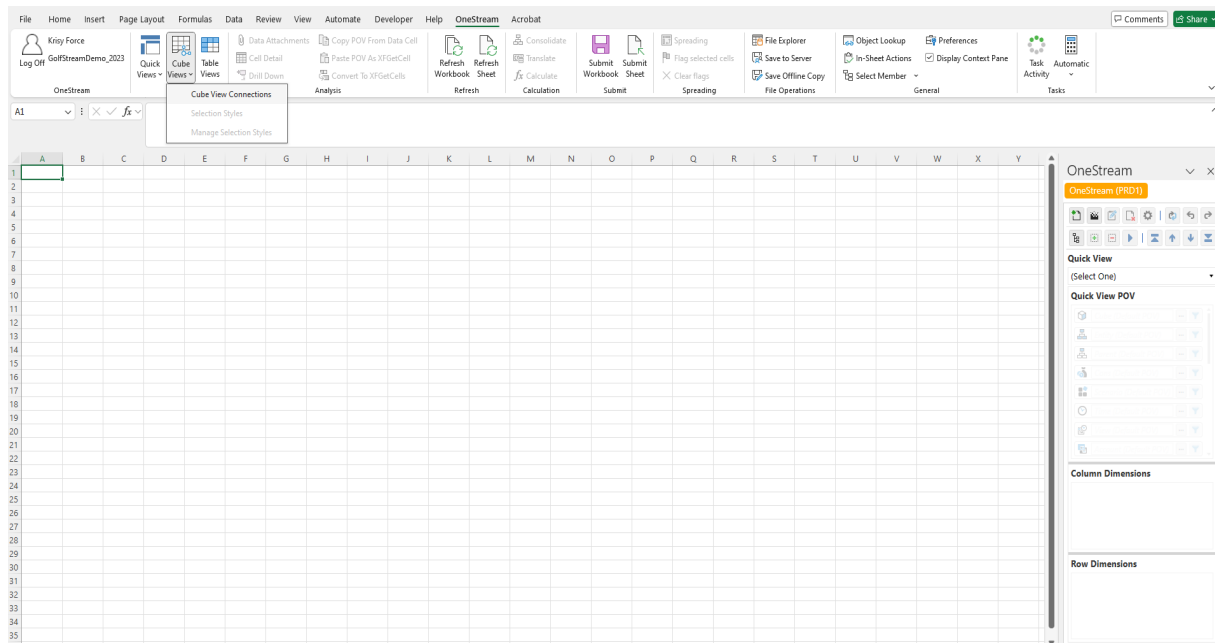 File Home Insert Page Layout Formulas Data Review View Automate Developer Help OneStream Acrobat Comments Share
Krisy Force
Log Off GolfStreamDemo_2023
OneStream
Quick Views
Cube Views
Table Views
Data Attachments Copy POV From Data Cell
Cell Detail Paste POV As XFGetCell
Drill Down Convert To XFGetCells
Analysis
Refresh Workbook
Refresh Sheet
Refresh
Consolidate
Translate
fx Calculate
Calculation
Submit Workbook
Submit Sheet
Submit
Spreading
Flag selected cells
Clear flags
Spreading
File Explorer
Save to Server
Save Offline Copy
File Operations
Object Lookup Preferences
In-Sheet Actions Display Context Pane
Select Member
General
Task Activity
Automatic
Tasks
Cube View Connections
Selection Styles
Manage Selection Styles
A1 fx
A B C D E F G H I J K L M N O P Q R S T U V W X Y
1
2
3
4
5
6
7
8
9
10
11
12
13
14
15
16
17
18
19
20
21
22
23
24
25
26
27
28
29
30
31
32
33
34
35
OneStream
OneStream (PRD1)
Quick View
(Select One)
Quick View POV
Column Dimensions
Row Dimensions